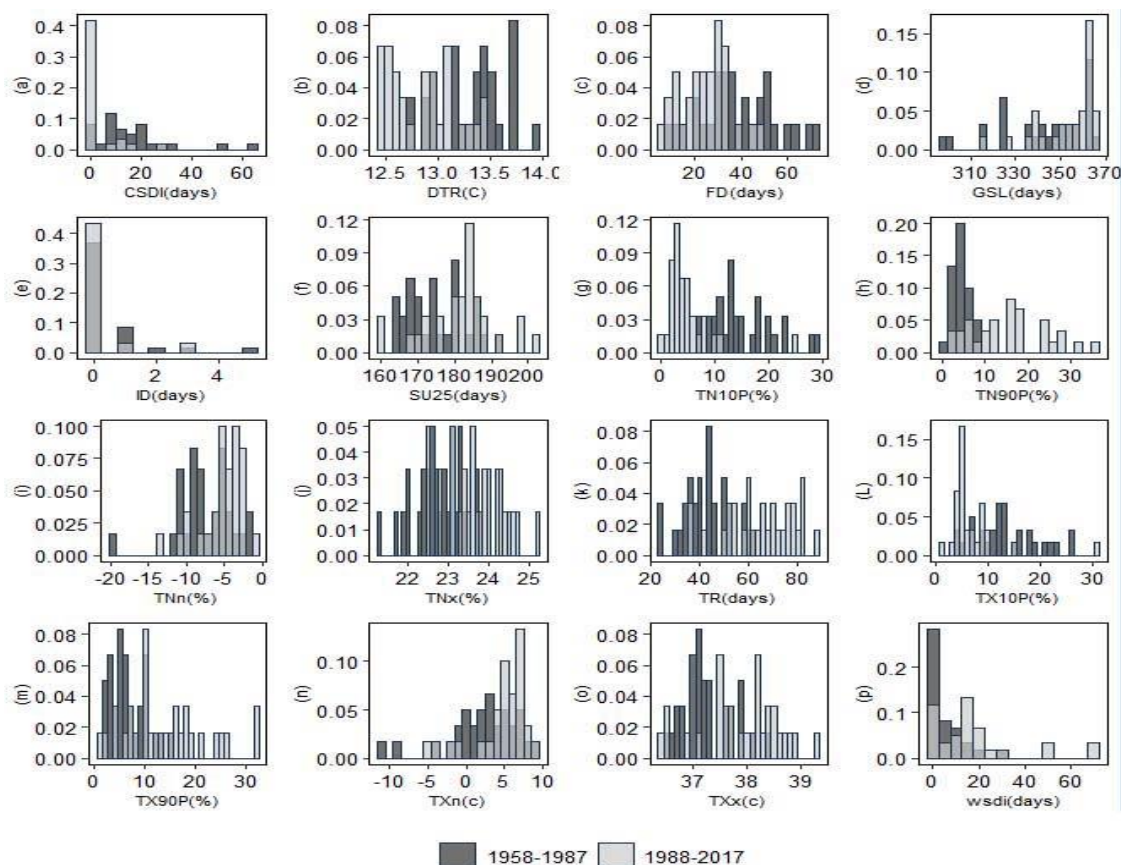 0.4
0.3
0.2
0.1
0.0
(a)
0 20 40 60
CSDI(days)
0.08
0.06
0.04
0.02
0.00
(b)
12.5 13.0 13.5 14.0
DTR(C)
0.08
0.06
0.04
0.02
0.00
(c)
20 40 60
FD(days)
0.15
0.10
0.05
0.00
(d)
310 330 350 370
GSL(days)
0.4
0.3
0.2
0.1
0.0
(e)
0 2 4
ID(days)
0.12
0.09
0.06
0.03
0.00
(f)
160 170 180 190 200
SU25(days)
0.12
0.09
0.06
0.03
0.00
(g)
0 10 20 30
TN10P(%)
0.20
0.15
0.10
0.05
0.00
(h)
0 10 20 30
TN90P(%)
0.100
0.075
0.050
0.025
0.000
(i)
-20 -15 -10 -5 0
TNn(%)
0.05
0.04
0.03
0.02
0.01
0.00
(j)
22 23 24 25
TNx(%)
0.08
0.06
0.04
0.02
0.00
(k)
20 40 60 80
TR(days)
0.15
0.10
0.05
0.00
(L)
0 10 20 30
TX10P(%)
0.08
0.06
0.04
0.02
0.00
(m)
0 10 20 30
TX90P(%)
0.10
0.05
0.00
(n)
-10 -5 0 5 10
TXn(c)
0.08
0.06
0.04
0.02
0.00
(o)
37 38 39
TXx(c)
0.2
0.1
0.0
(p)
0 20 40 60
wsdi(days)
1958-1987 1988-2017